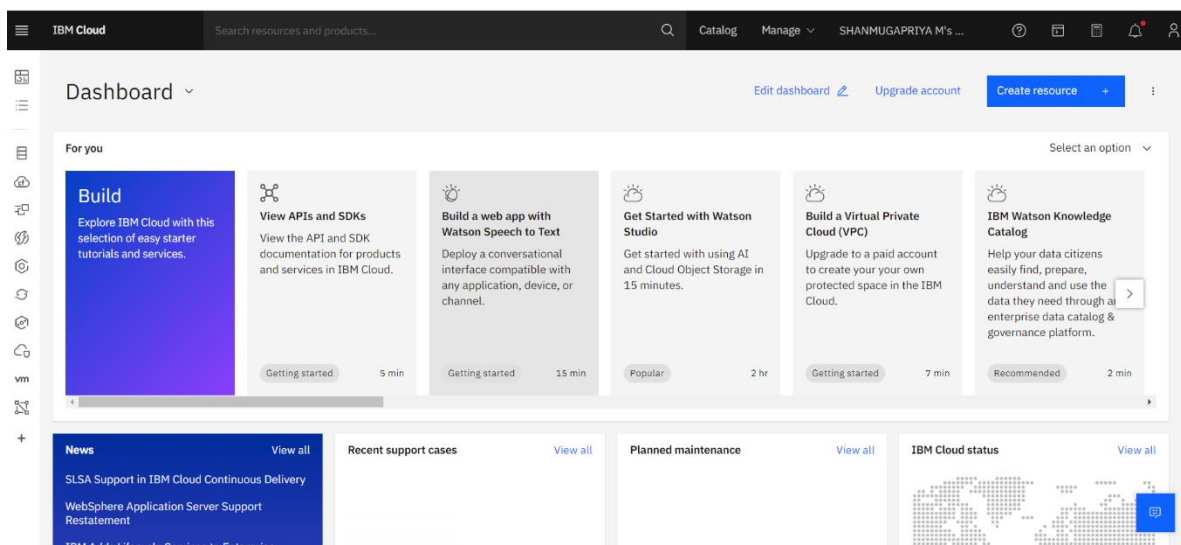 IBM Cloud
Search resources and products...
Catalog
Manage
SHANMUGAPRIYA M's ...
Dashboard
Edit dashboard
Upgrade account
Create resource +
For you
Select an option
Build
Explore IBM Cloud with this
selection of easy starter
tutorials and services.
View APIs and SDKs
View the API and SDK
documentation for products
and services in IBM Cloud.
Getting started
5 min
Build a web app with
Watson Speech to Text
Deploy a conversational
interface compatible with
any application, device, or
channel.
Getting started
15 min
Get Started with Watson
Studio
Get started with using AI
and Cloud Object Storage in
15 minutes.
Popular
2 hr
Build a Virtual Private
Cloud (VPC)
Upgrade to a paid account
to create your your own
protected space in the IBM
Cloud.
Getting started
7 min
IBM Watson Knowledge
Catalog
Help your data citizens
easily find, prepare,
understand and use the
data they need through
enterprise data catalog &
governance platform.
Recommended
2 min
vm
News
View all
SLSA Support in IBM Cloud Continuous Delivery
WebSphere Application Server Support
Restatement
Recent support cases
View all
Planned maintenance
View all
IBM Cloud status
View all